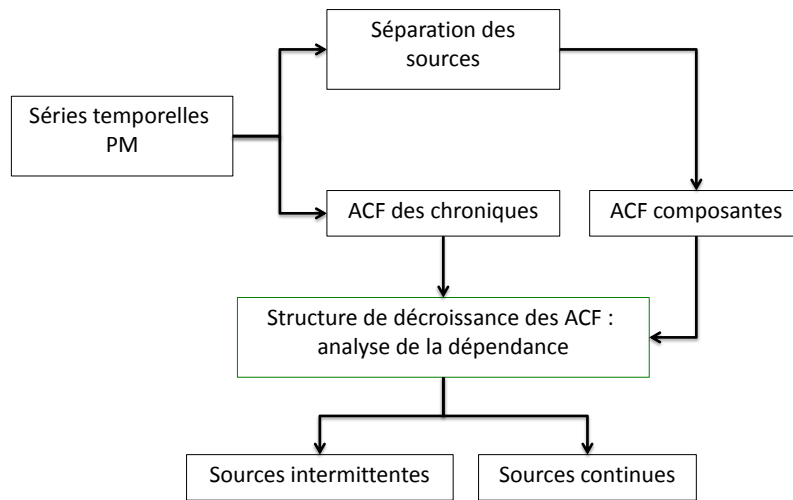 Séparation des
sources
Séries temporelles
PM
ACF des chroniques
ACF composantes
Structure de décroissance des ACF :
analyse de la dépendance
Sources intermittentes
Sources continues